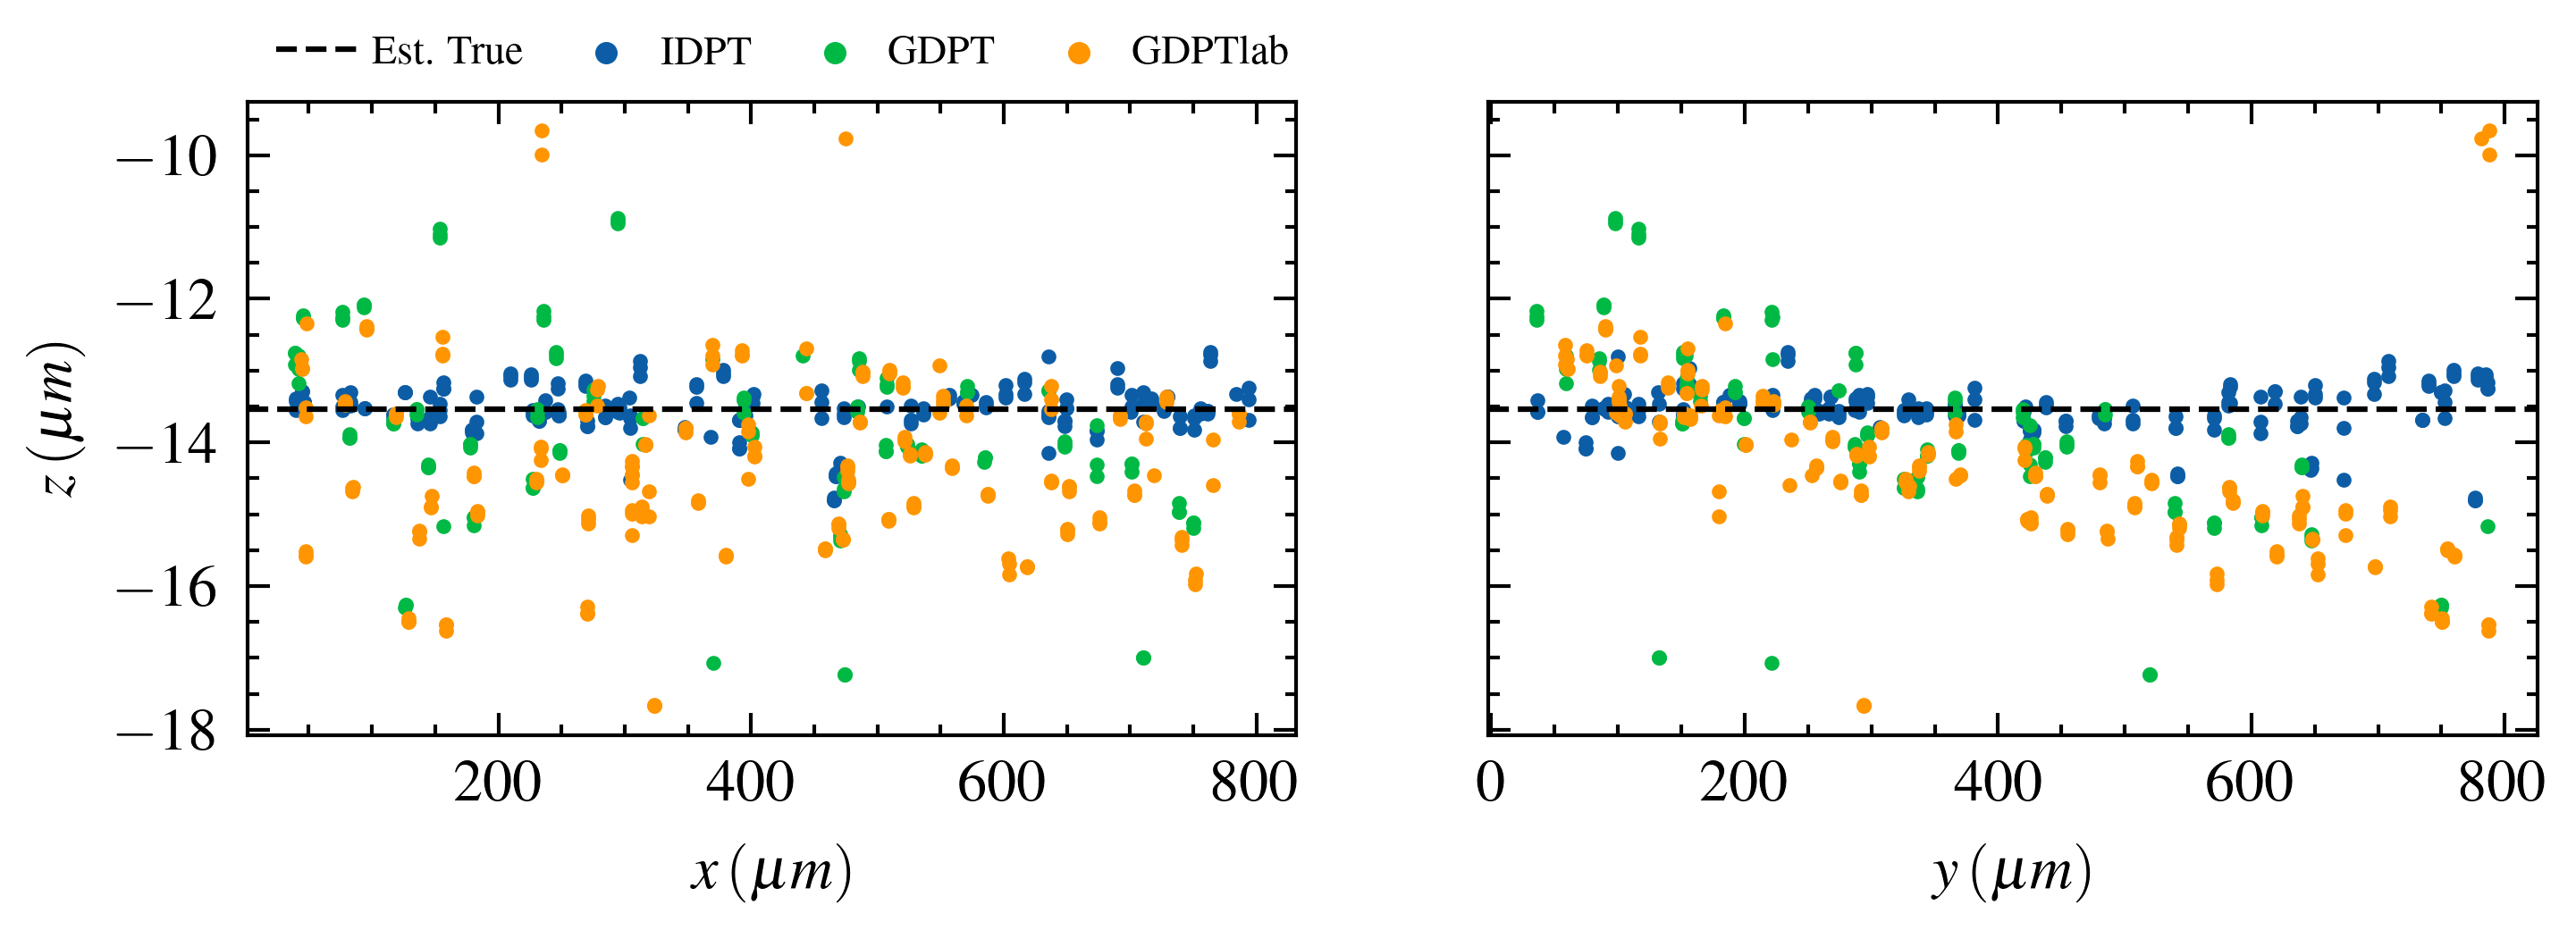 Est. True IDPT GDPT GDPTlab
−10
−12
−14
−16
−18
z (μm)
200 400 600 800
x (μm)
0 200 400 600 800
y (μm)